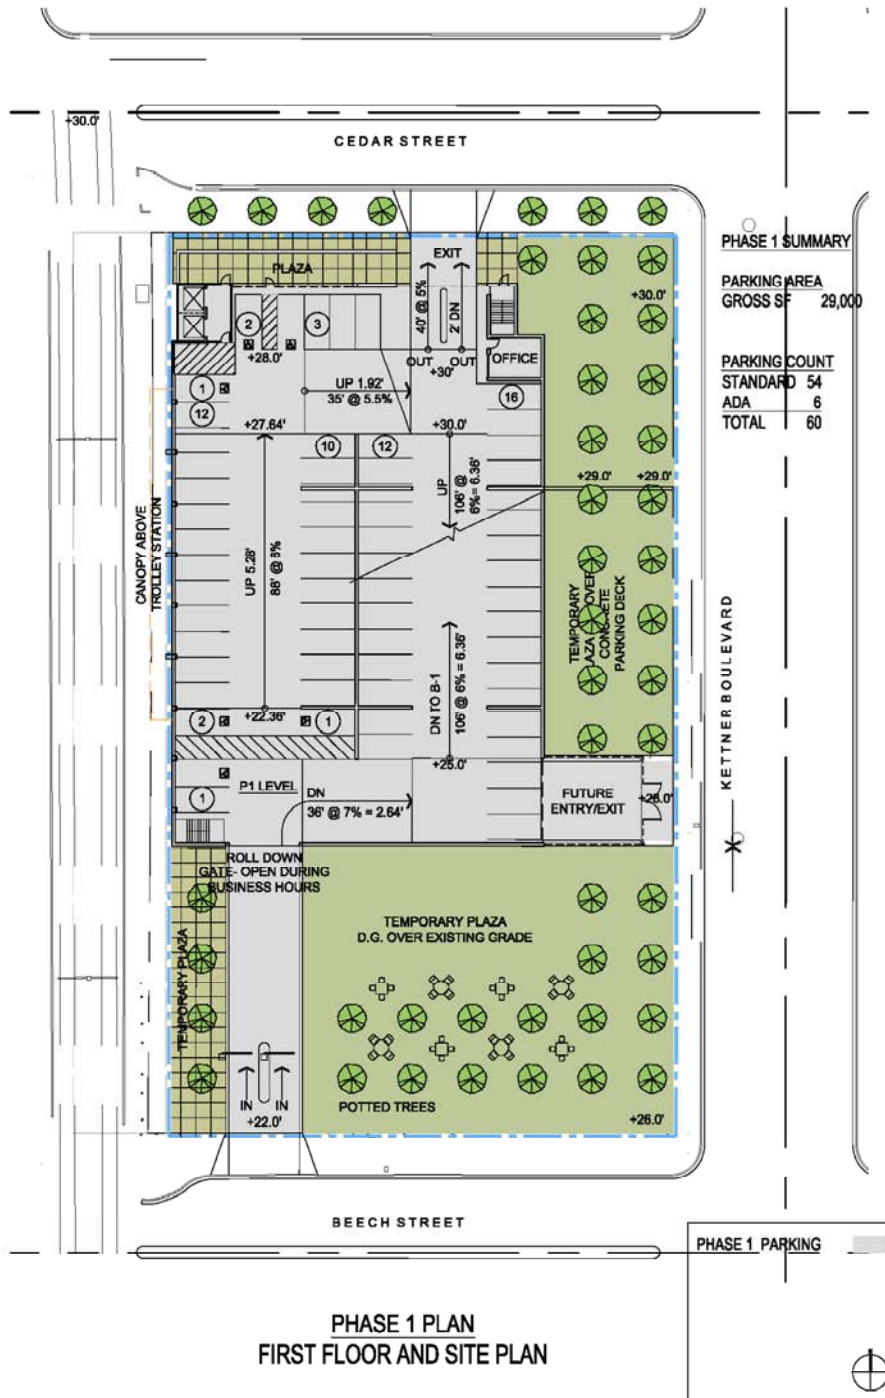 +30.0'
CEDAR STREET
PHASE 1 SUMMARY
PARKING AREA
GROSS SF 29,000
PARKING COUNT
STANDARD 54
ADA 6
TOTAL 60
PLAZA
EXIT
40' @ 5%
2' DN
+30.0'
2
3
+28.0'
OUT
OUT
+30'
OFFICE
1
12
UP 1.92'
35' @ 5.5%
16
+27.64'
10
12
+30.0'
UP
106' @
6%= 6.36'
+29.0'
+29.0'
CANOPY ABOVE
TROLLEY STATION
UP 5.28'
88' @ 6%
TEMPORARY
OVER
CONCRETE
PARKING DECK
KETTNER BOULEVARD
DN TO B-1
106' @ 6% = 6.36'
2
+22.36'
1
+25.0'
P1 LEVEL
DN
36' @ 7% = 2.64'
1
FUTURE
ENTRY/EXIT
+26.0'
ROLL DOWN
GATE- OPEN DURING
BUSINESS HOURS
TEMPORARY PLAZA
D.G. OVER EXISTING GRADE
TEMPORARY PLAZA
IN
IN
+22.0'
POTTED TREES
+26.0'
BEECH STREET
PHASE 1 PARKING
PHASE 1 PLAN
FIRST FLOOR AND SITE PLAN